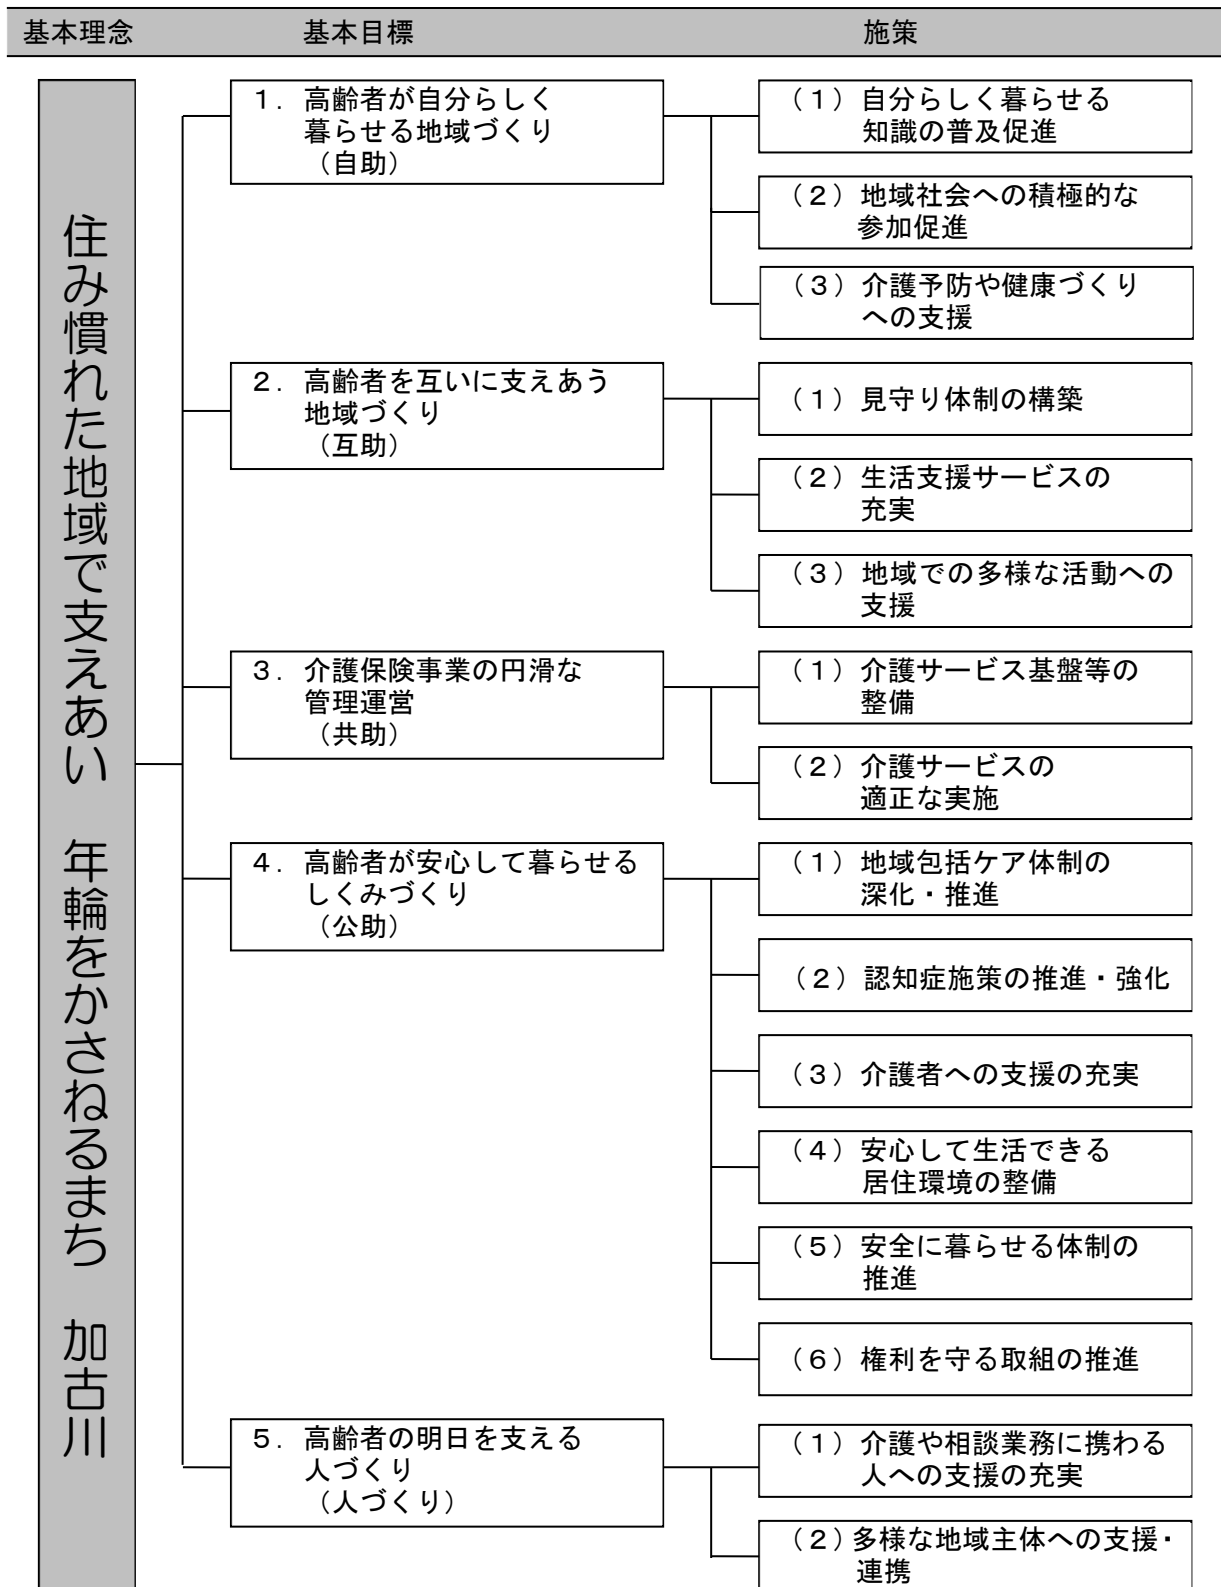 基本理念　基本目標　施策
住み慣れた地域で支えあい　年輪をかさねるまち　加古川
１．高齢者が自分らしく
暮らせる地域づくり
（自助）
（１）自分らしく暮らせる
知識の普及促進
（２）地域社会への積極的な
参加促進
（３）介護予防や健康づくり
への支援
２．高齢者を互いに支えあう
地域づくり
（互助）
（１）見守り体制の構築
（２）生活支援サービスの
充実
（３）地域での多様な活動への
支援
３．介護保険事業の円滑な
管理運営
（共助）
（１）介護サービス基盤等の
整備
（２）介護サービスの
適正な実施
４．高齢者が安心して暮らせる
しくみづくり
（公助）
（１）地域包括ケア体制の
深化・推進
（２）認知症施策の推進・強化
（３）介護者への支援の充実
（４）安心して生活できる
居住環境の整備
（５）安全に暮らせる体制の
推進
（６）権利を守る取組の推進
５．高齢者の明日を支える
人づくり
（人づくり）
（１）介護や相談業務に携わる
人への支援の充実
（２）多様な地域主体への支援・
連携